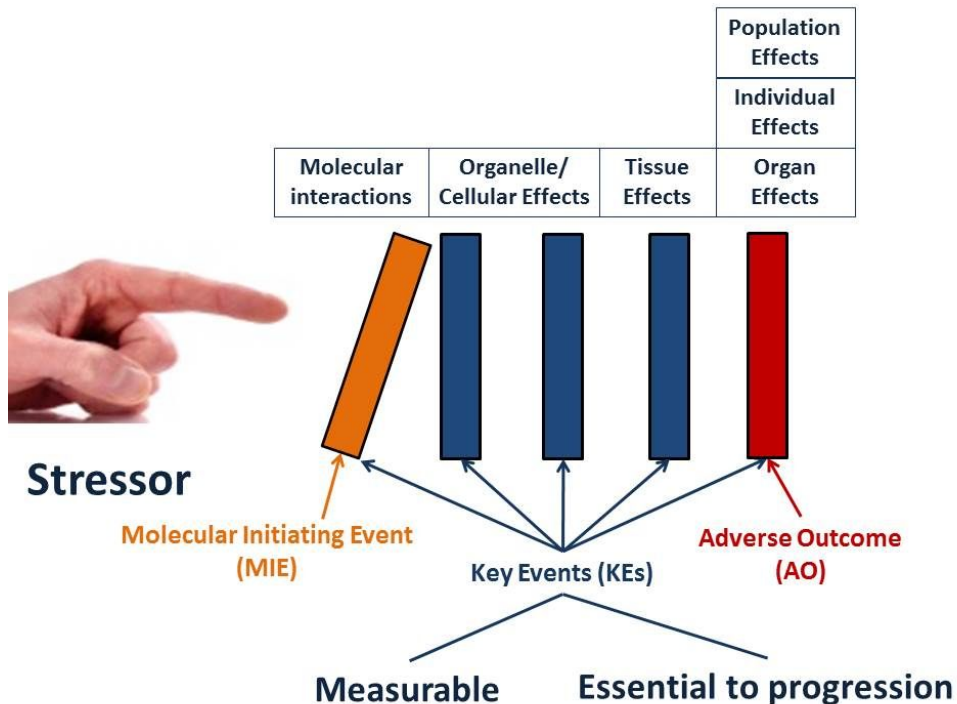 Population
Effects
Individual
Effects
Molecular
interactions
Organelle/
Cellular Effects
Tissue
Effects
Organ
Effects
Stressor
Molecular Initiating Event
(MIE)
Key Events (KEs)
Adverse Outcome
(AO)
Measurable
Essential to progression